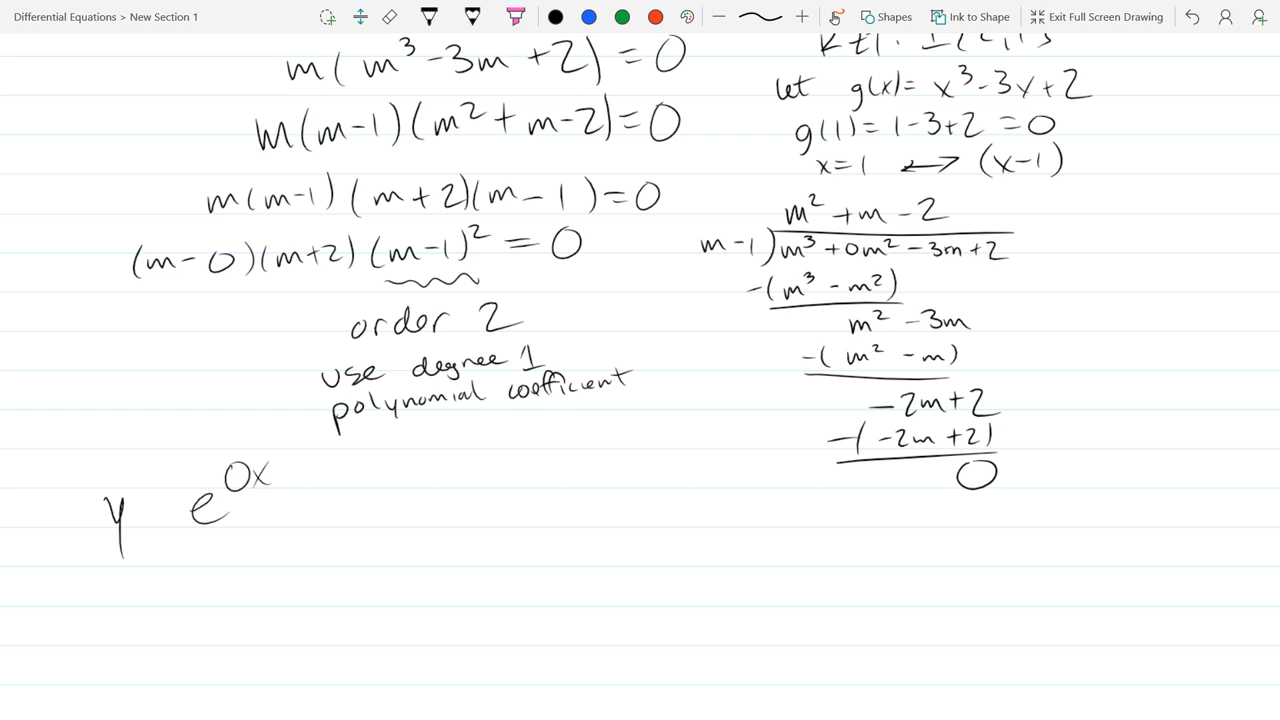 Differential Equations > New Section 1
Shapes
Ink to Shape
Exit Full Screen Drawing
m(m³ -3m +2) = 0
m(m-1)(m²+m-2)=0
m(m-1)(m+2)(m-1)=0
(m-0)(m+2)(m-1)² = 0
order 2
use degree 1
polynomial coefficient
y e^{0x}
let g(x)= x³-3x+2
g(1)= 1-3+2 =0
x=1 ⟷ (x-1)
m² +m -2
m-1)m³ +0m² -3m+2
-(m³ -m²)
m² -3m
-(m² -m)
-2m+2
-(-2m+2)
0